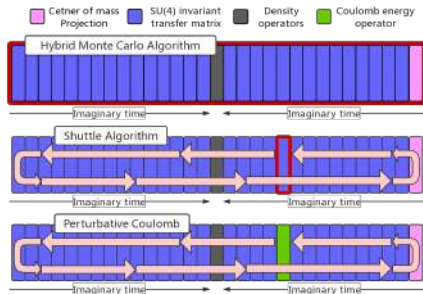 Cetner of mass
Projection
SU(4) invariant
transfer matrix
Density
operators
Coulomb energy
operator
Hybrid Monte Carlo Algorithm
Imaginary time
Imaginary time
Shuttle Algorithm
Imaginary time
Imaginary time
Perturbative Coulomb
Imaginary time
Imaginary time